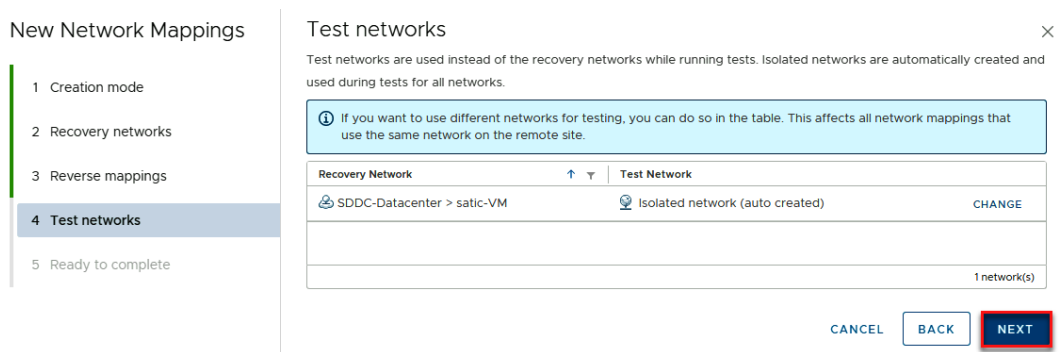 New Network Mappings
1 Creation mode
2 Recovery networks
3 Reverse mappings
4 Test networks
5 Ready to complete
Test networks
Test networks are used instead of the recovery networks while running tests. Isolated networks are automatically created and
used during tests for all networks.
If you want to use different networks for testing, you can do so in the table. This affects all network mappings that
use the same network on the remote site.
Recovery Network Test Network
SDDC-Datacenter > satic-VM Isolated network (auto created) CHANGE
1 network(s)
CANCEL BACK NEXT